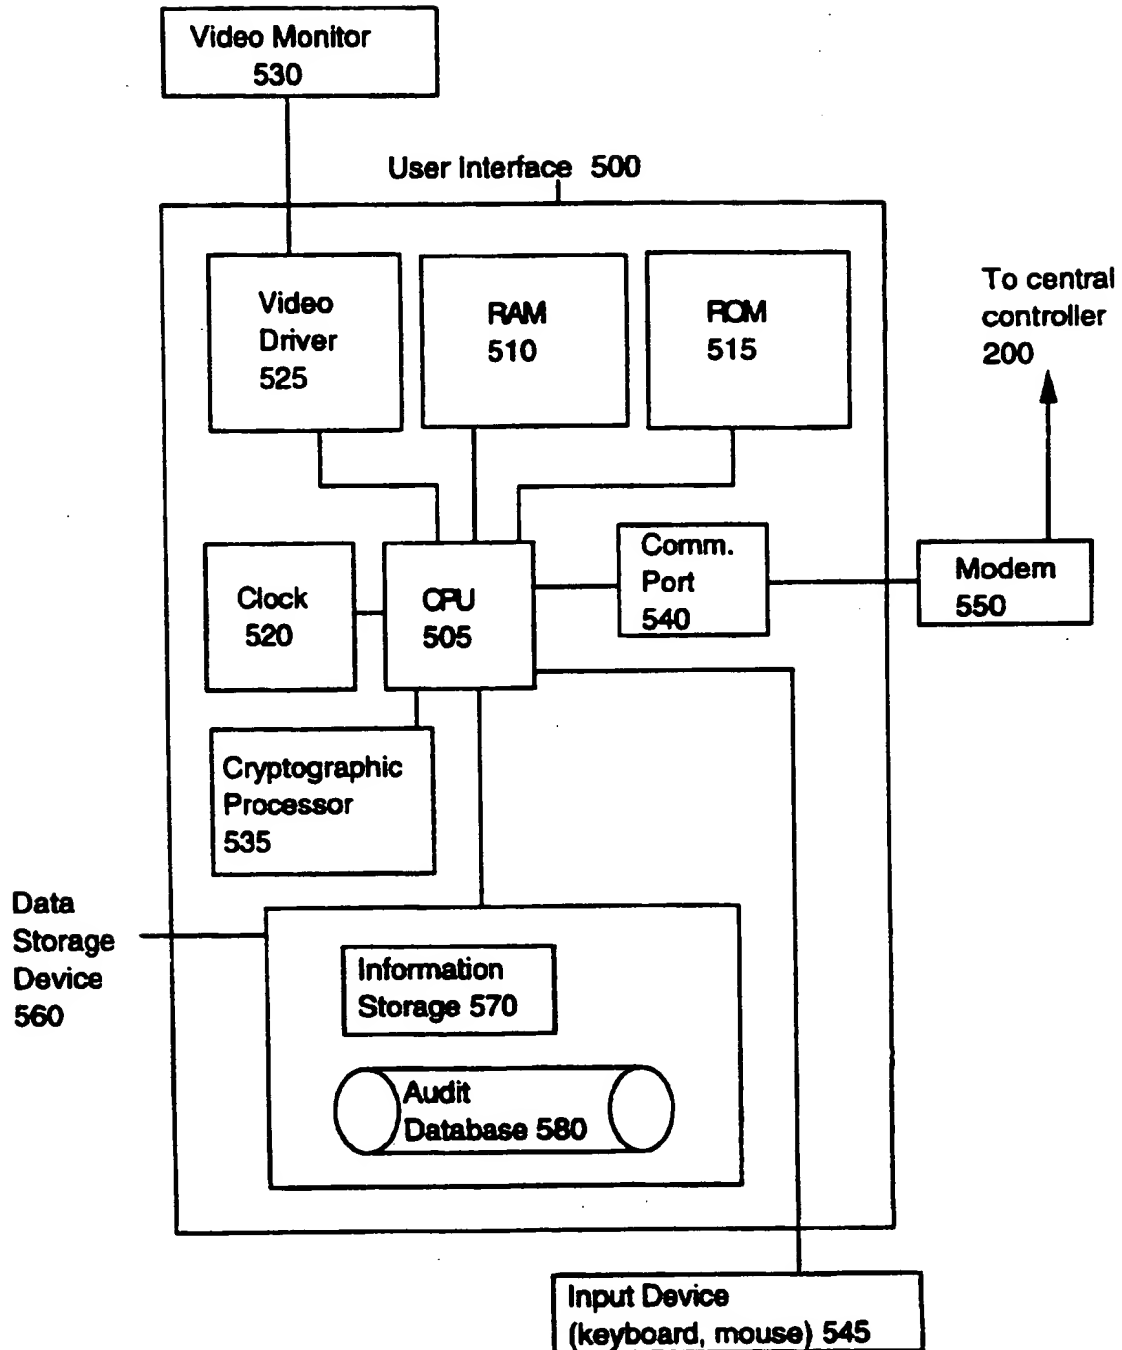 Video Monitor
530
User Interface 500
Video
Driver
525
RAM
510
ROM
515
To central
controller
200
Clock
520
CPU
505
Comm.
Port
540
Modem
550
Cryptographic
Processor
535
Data
Storage
Device
560
Information
Storage 570
Audit
Database 580
Input Device
(keyboard, mouse) 545